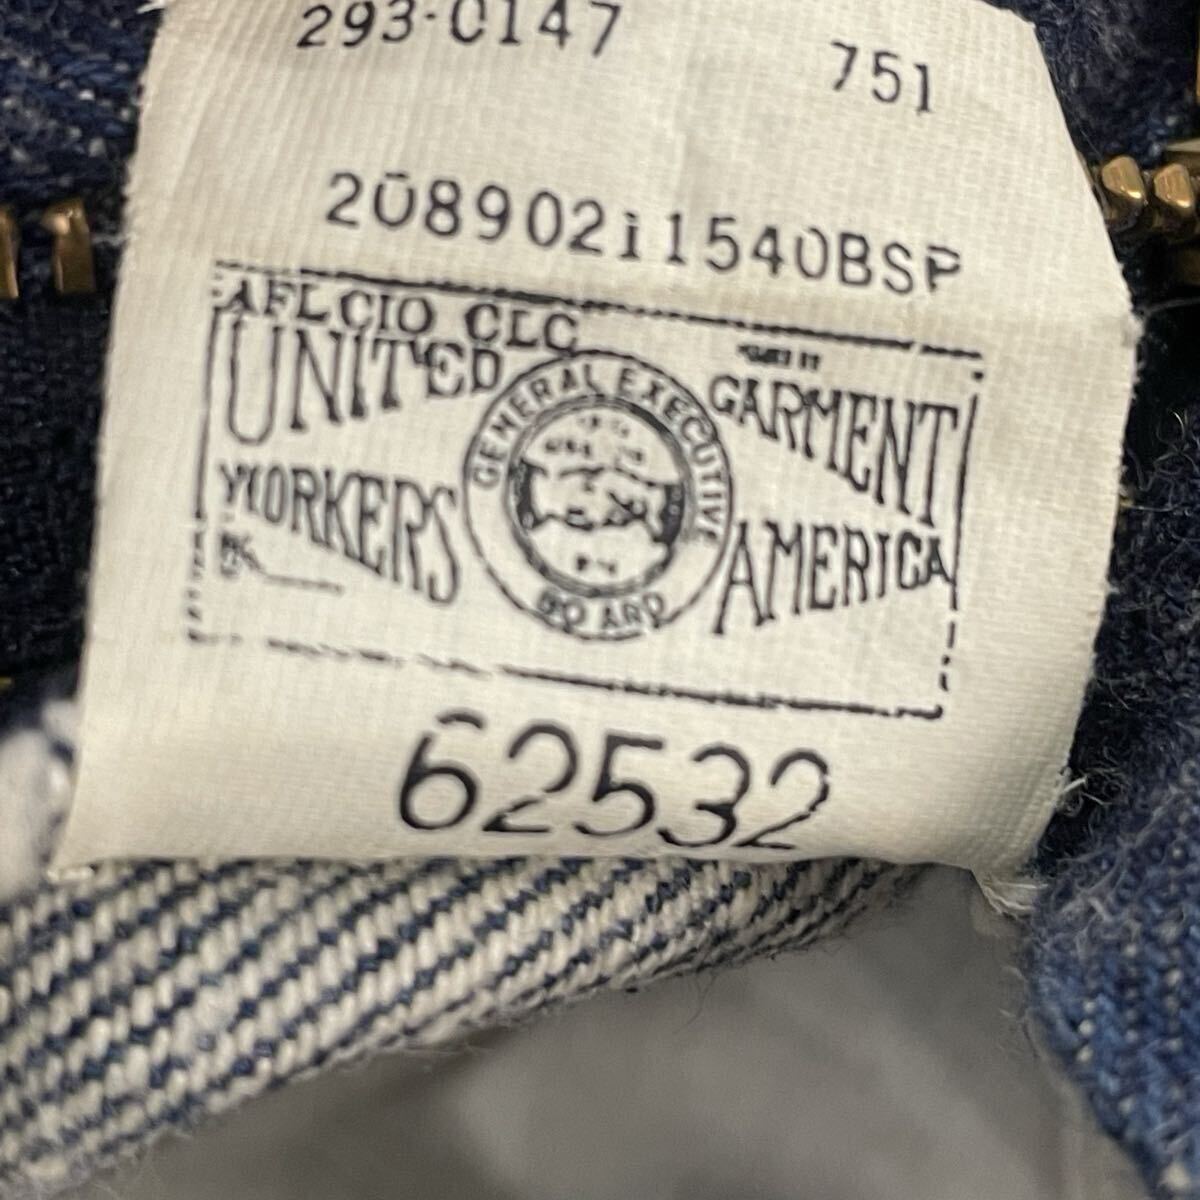 293-0147 751
208902i1540BSP
AFL CIO CLC
UNITED GARMENT
WORKERS AMERICA
GENERAL EXECUTIVE
BOARD
62532